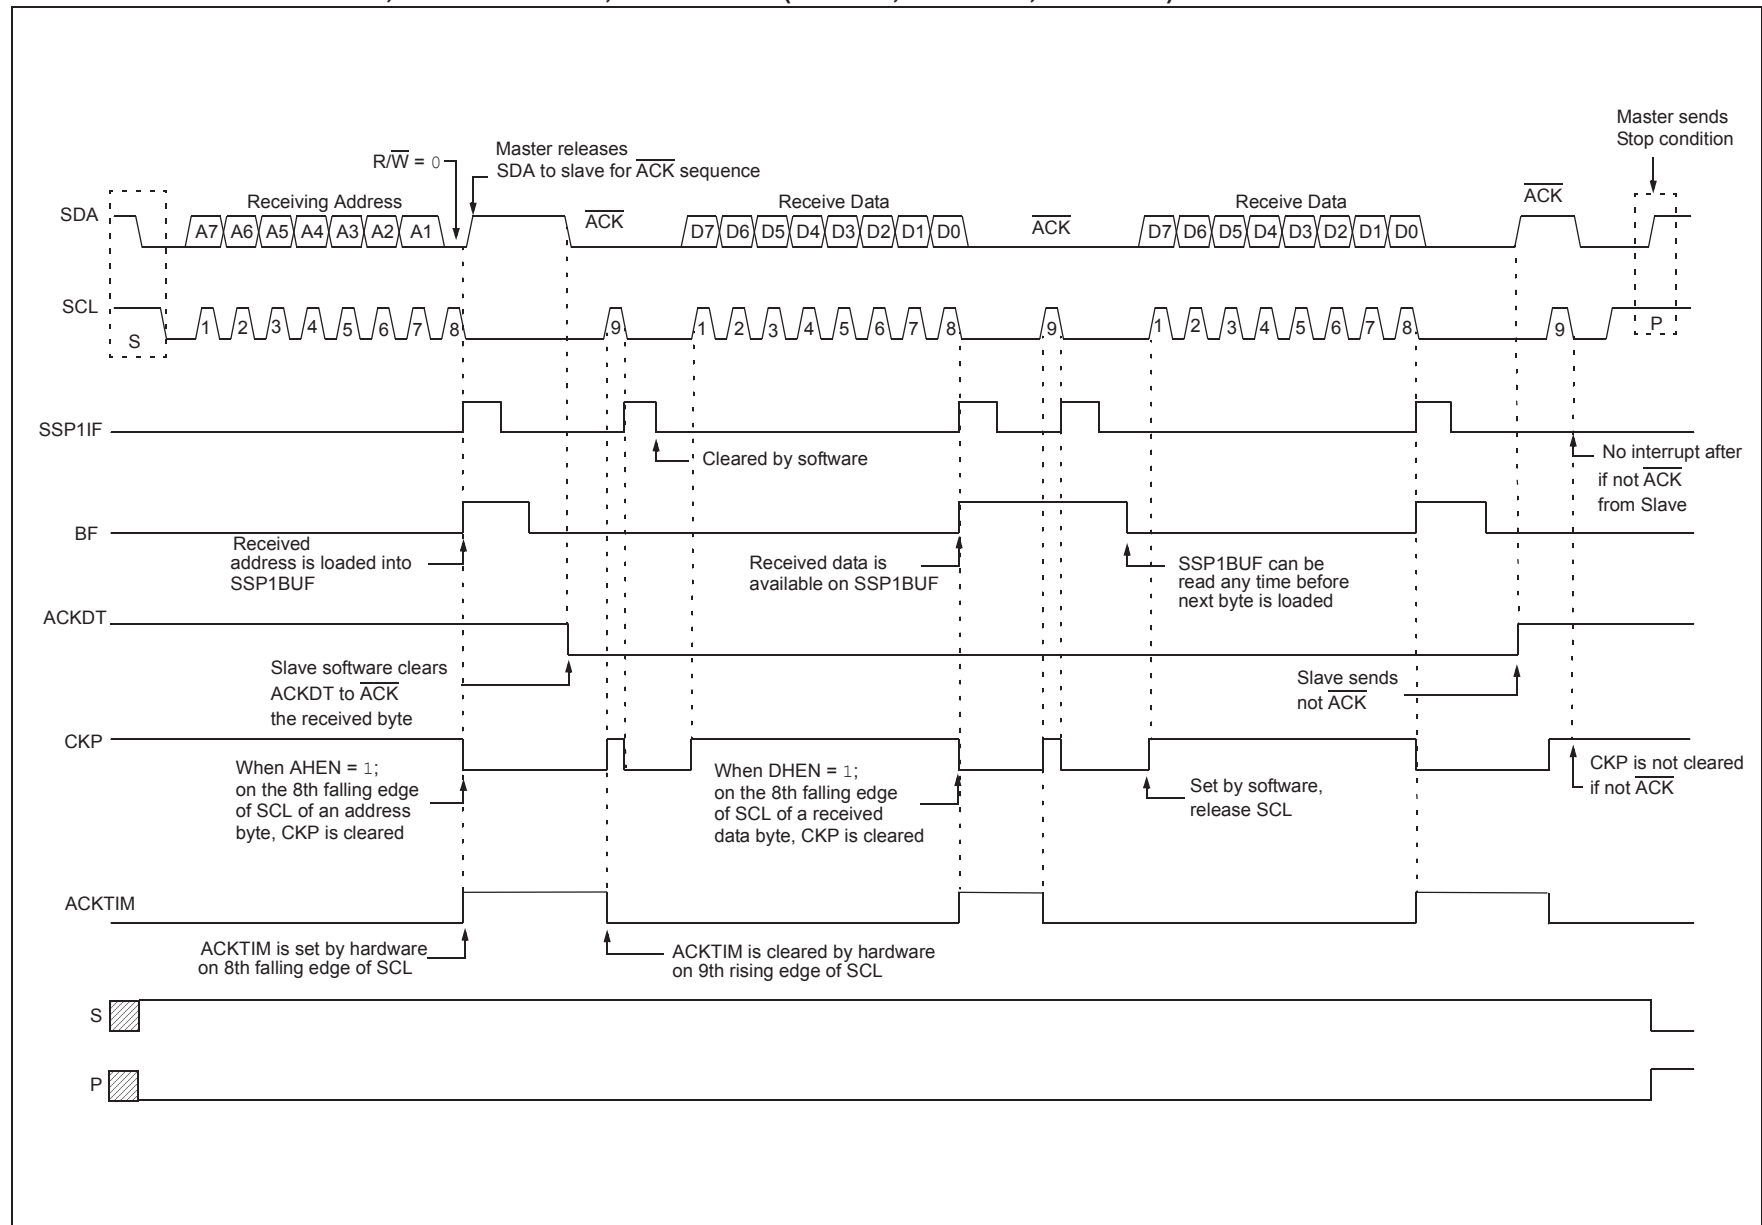 Master sends
Stop condition
Master releases
SDA to slave for ACK sequence
R/W = 0
Receiving Address
Receive Data
Receive Data
SDA
A7 A6 A5 A4 A3 A2 A1
ACK
D7 D6 D5 D4 D3 D2 D1 D0
ACK
D7 D6 D5 D4 D3 D2 D1 D0
ACK
SCL
S
1 2 3 4 5 6 7 8 9
1 2 3 4 5 6 7 8 9
1 2 3 4 5 6 7 8 9
P
SSP1IF
Cleared by software
No interrupt after
if not ACK
from Slave
BF
Received
address is loaded into
SSP1BUF
Received data is
available on SSP1BUF
SSP1BUF can be
read any time before
next byte is loaded
ACKDT
Slave software clears
ACKDT to ACK
the received byte
Slave sends
not ACK
CKP
When AHEN = 1;
on the 8th falling edge
of SCL of an address
byte, CKP is cleared
When DHEN = 1;
on the 8th falling edge
of SCL of a received
data byte, CKP is cleared
Set by software,
release SCL
CKP is not cleared
if not ACK
ACKTIM
ACKTIM is set by hardware
on 8th falling edge of SCL
ACKTIM is cleared by hardware
on 9th rising edge of SCL
S
P